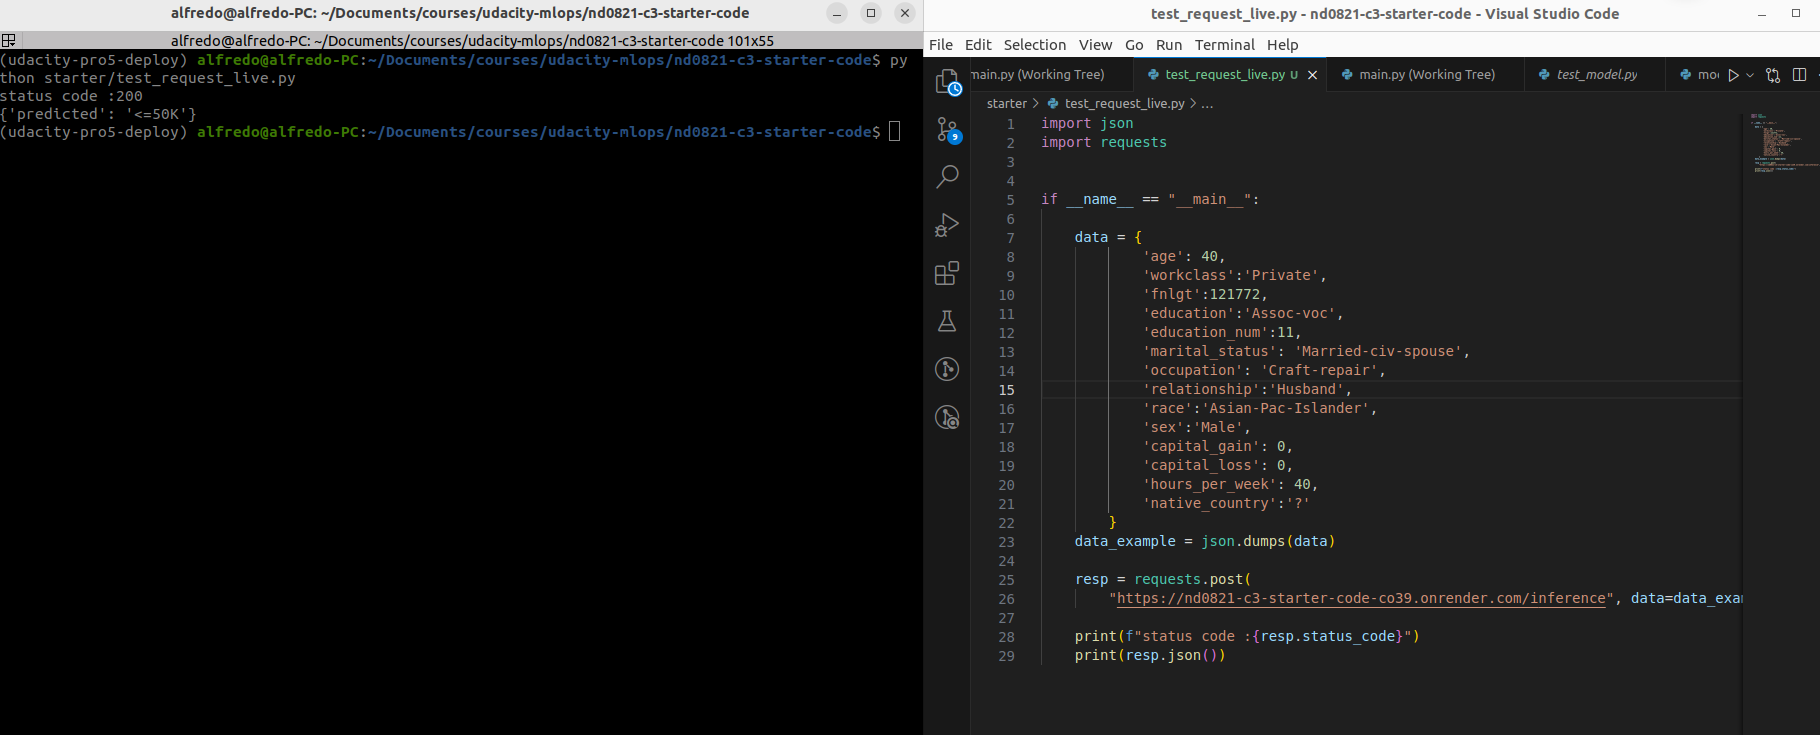 alfredo@alfredo-PC: ~/Documents/courses/udacity-mlops/nd0821-c3-starter-code
alfredo@alfredo-PC: ~/Documents/courses/udacity-mlops/nd0821-c3-starter-code 101x55
(udacity-pro5-deploy) alfredo@alfredo-PC:~/Documents/courses/udacity-mlops/nd0821-c3-starter-code$ py
thon starter/test_request_live.py
status code :200
{'predicted': '<=50K'}
(udacity-pro5-deploy) alfredo@alfredo-PC:~/Documents/courses/udacity-mlops/nd0821-c3-starter-code$
test_request_live.py - nd0821-c3-starter-code - Visual Studio Code
File Edit Selection View Go Run Terminal Help
main.py (Working Tree) test_request_live.py U main.py (Working Tree) test_model.py mo
starter > test_request_live.py > ...
9
1 import json
2 import requests
3
4
5 if __name__ == "__main__":
6
7 data = {
8 'age': 40,
9 'workclass':'Private',
10 'fnlgt':121772,
11 'education':'Assoc-voc',
12 'education_num':11,
13 'marital_status': 'Married-civ-spouse',
14 'occupation': 'Craft-repair',
15 'relationship':'Husband',
16 'race':'Asian-Pac-Islander',
17 'sex':'Male',
18 'capital_gain': 0,
19 'capital_loss': 0,
20 'hours_per_week': 40,
21 'native_country':'?'
22 }
23 data_example = json.dumps(data)
24
25 resp = requests.post(
26 "https://nd0821-c3-starter-code-co39.onrender.com/inference", data=data_exa
27
28 print(f"status code :{resp.status_code}")
29 print(resp.json())